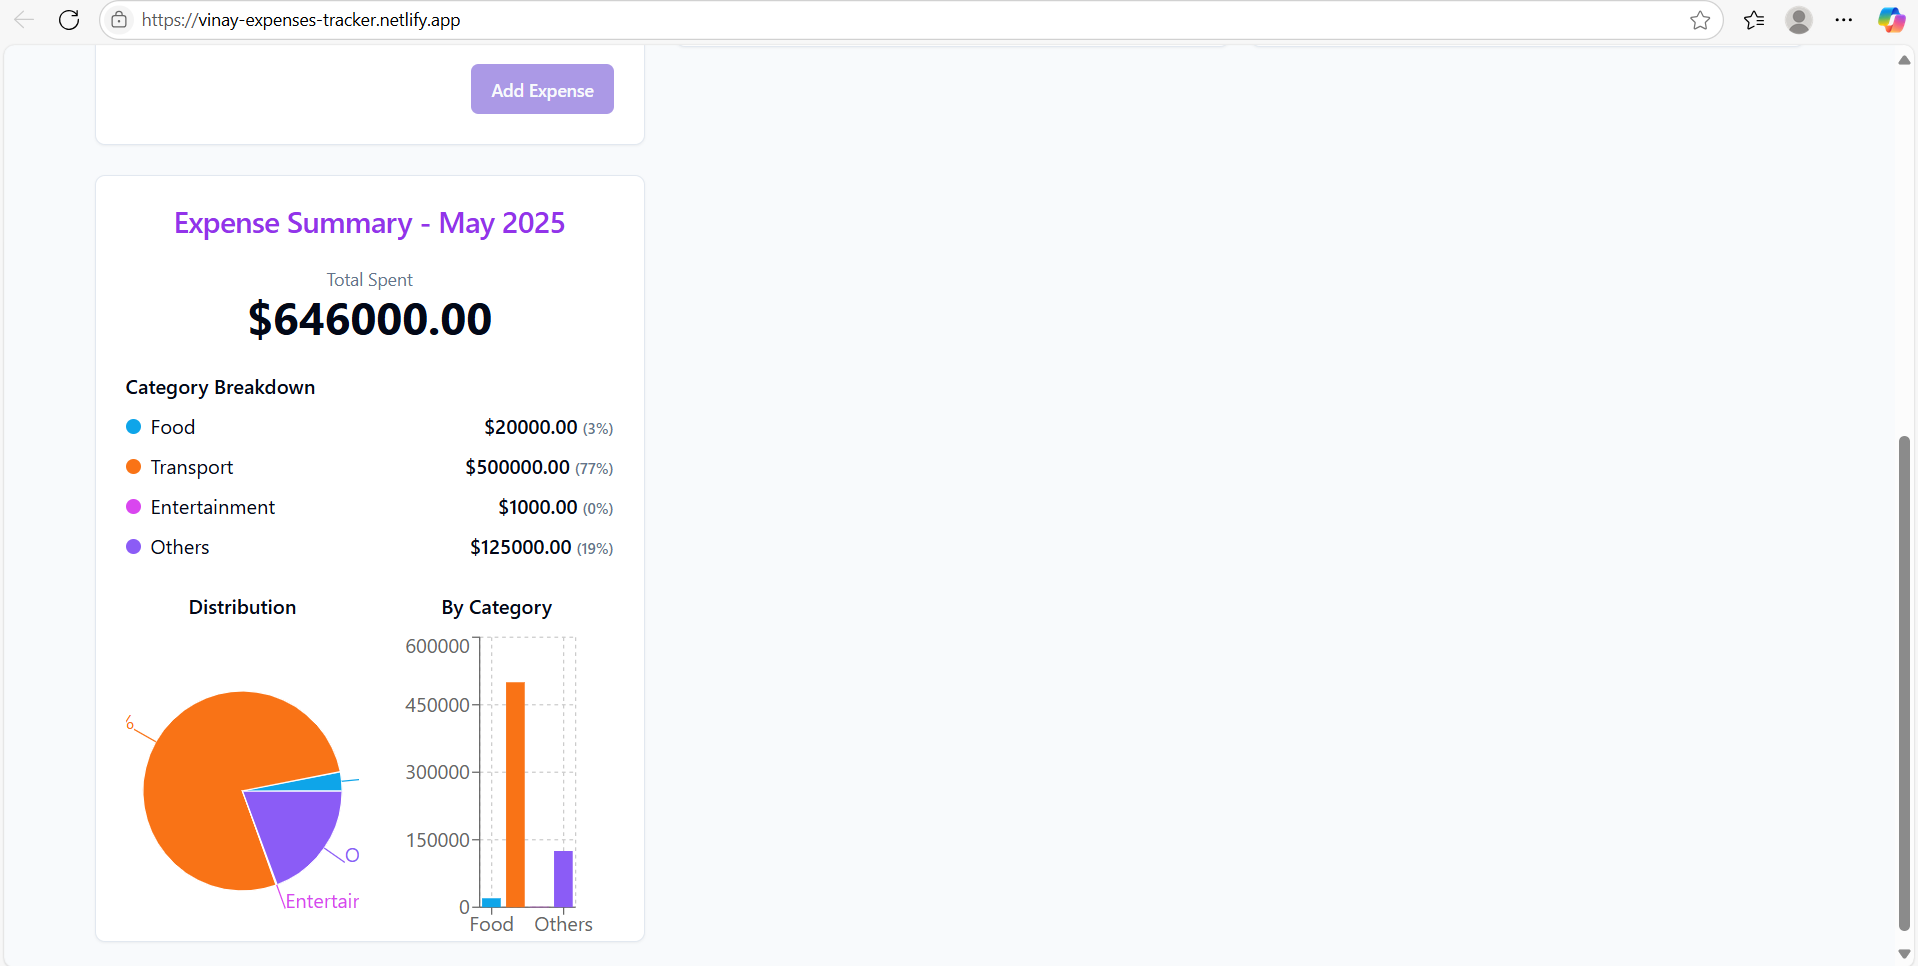 https://vinay-expenses-tracker.netlify.app
Add Expense
Expense Summary - May 2025
Total Spent
$646000.00
Category Breakdown
Food $20000.00 (3%)
Transport $500000.00 (77%)
Entertainment $1000.00 (0%)
Others $125000.00 (19%)
Distribution
%
O
Entertair
By Category
600000
450000
300000
150000
0
Food Others